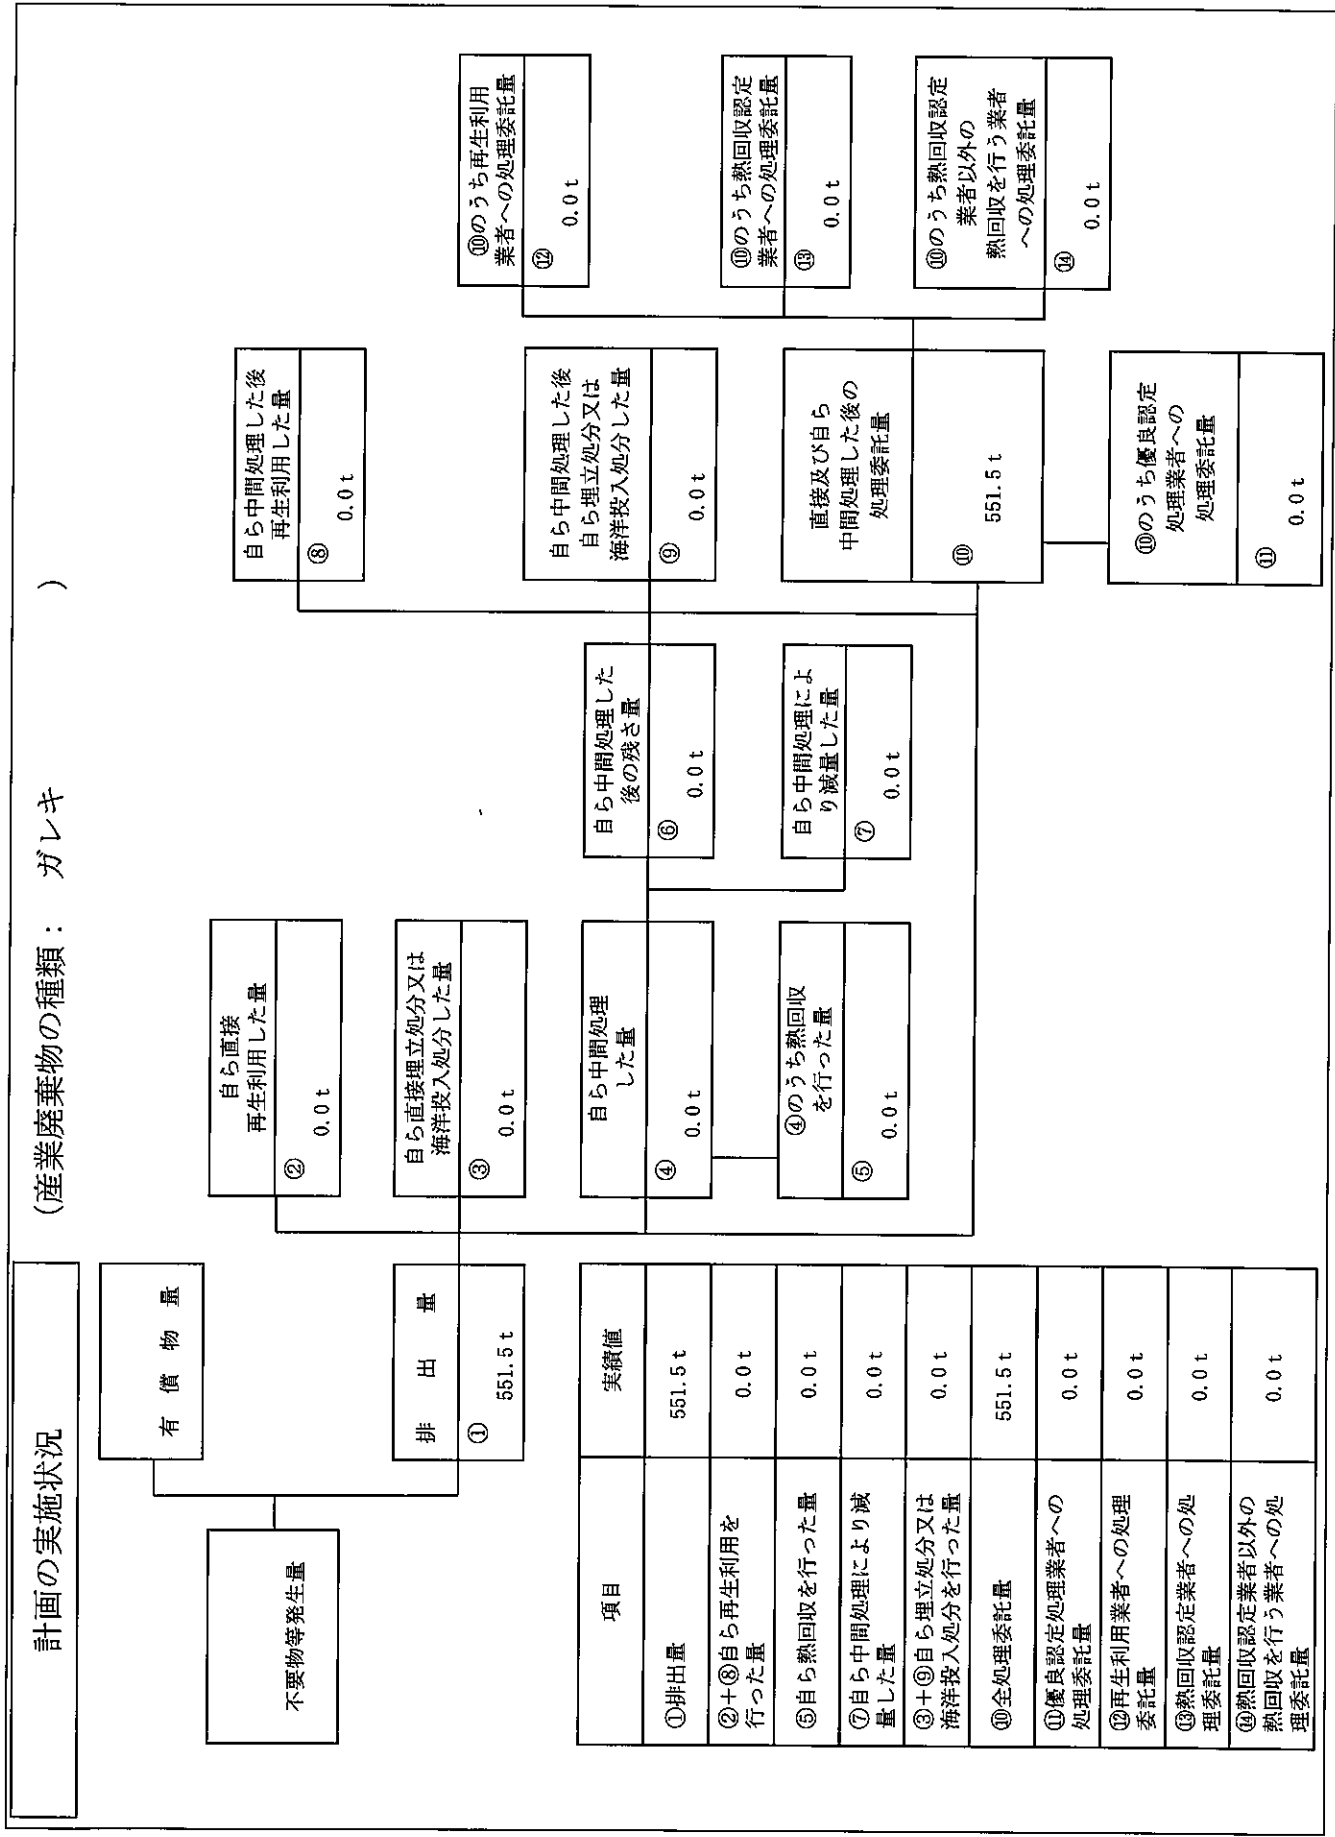 計画の実施状況
(産業廃棄物の種類： ガレキ )
不要物等発生量
有償物量
排出量
①
551.5ｔ
自ら直接
再生利用した量
②
0.0ｔ
自ら直接埋立処分又は
海洋投入処分した量
③
0.0ｔ
自ら中間処理
した量
④
0.0ｔ
④のうち熱回収
を行った量
⑤
0.0ｔ
自ら中間処理した
後の残さ量
⑥
0.0ｔ
自ら中間処理によ
り減量した量
⑦
0.0ｔ
自ら中間処理した後
再生利用した量
⑧
0.0ｔ
自ら中間処理した後
自ら埋立処分又は
海洋投入処分した量
⑨
0.0ｔ
直接及び自ら
中間処理した後の
処理委託量
⑩
551.5ｔ
⑩のうち優良認定
処理業者への
処理委託量
⑪
0.0ｔ
⑩のうち再生利用
業者への処理委託量
⑫
0.0ｔ
⑩のうち熱回収認定
業者への処理委託量
⑬
0.0ｔ
⑩のうち熱回収認定
業者以外の
熱回収を行う業者
への処理委託量
⑭
0.0ｔ
項目 実績値
①排出量 551.5ｔ
②＋⑧自ら再生利用を
行った量 0.0ｔ
⑤自ら熱回収を行った量 0.0ｔ
⑦自ら中間処理により減
量した量 0.0ｔ
③＋⑨自ら埋立処分又は
海洋投入処分を行った量 0.0ｔ
⑩全処理委託量 551.5ｔ
⑪優良認定処理業者への
処理委託量 0.0ｔ
⑫再生利用業者への処理
委託量 0.0ｔ
⑬熱回収認定業者への処
理委託量 0.0ｔ
⑭熱回収認定業者以外の
熱回収を行う業者への処
理委託量 0.0ｔ